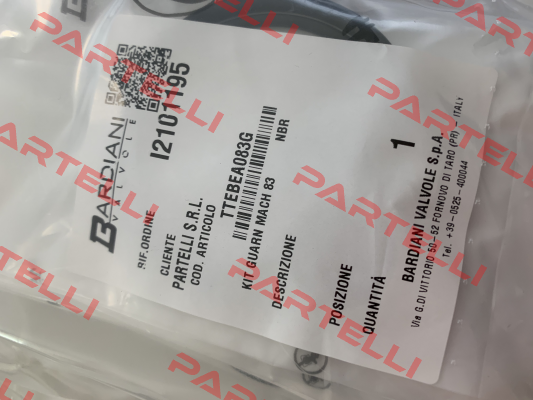 BARDIANI
VALVOLE
I2101195
RIF.ORDINE
CLIENTE
PARTELLI S.R.L.
COD. ARTICOLO
TTEBEA083G
KIT GUARN MACH 83 NBR
DESCRIZIONE
POSIZIONE
QUANTITÀ
1
BARDIANI VALVOLE S.p.A.
Via G.DI VITTORIO 50-52 FORNOVO DI TARO (PR) - ITALY
Tel. +39-0525-400044
PARTELLI
PARTELLI
PARTELLI
PARTELLI
PARTELLI
PARTELLI